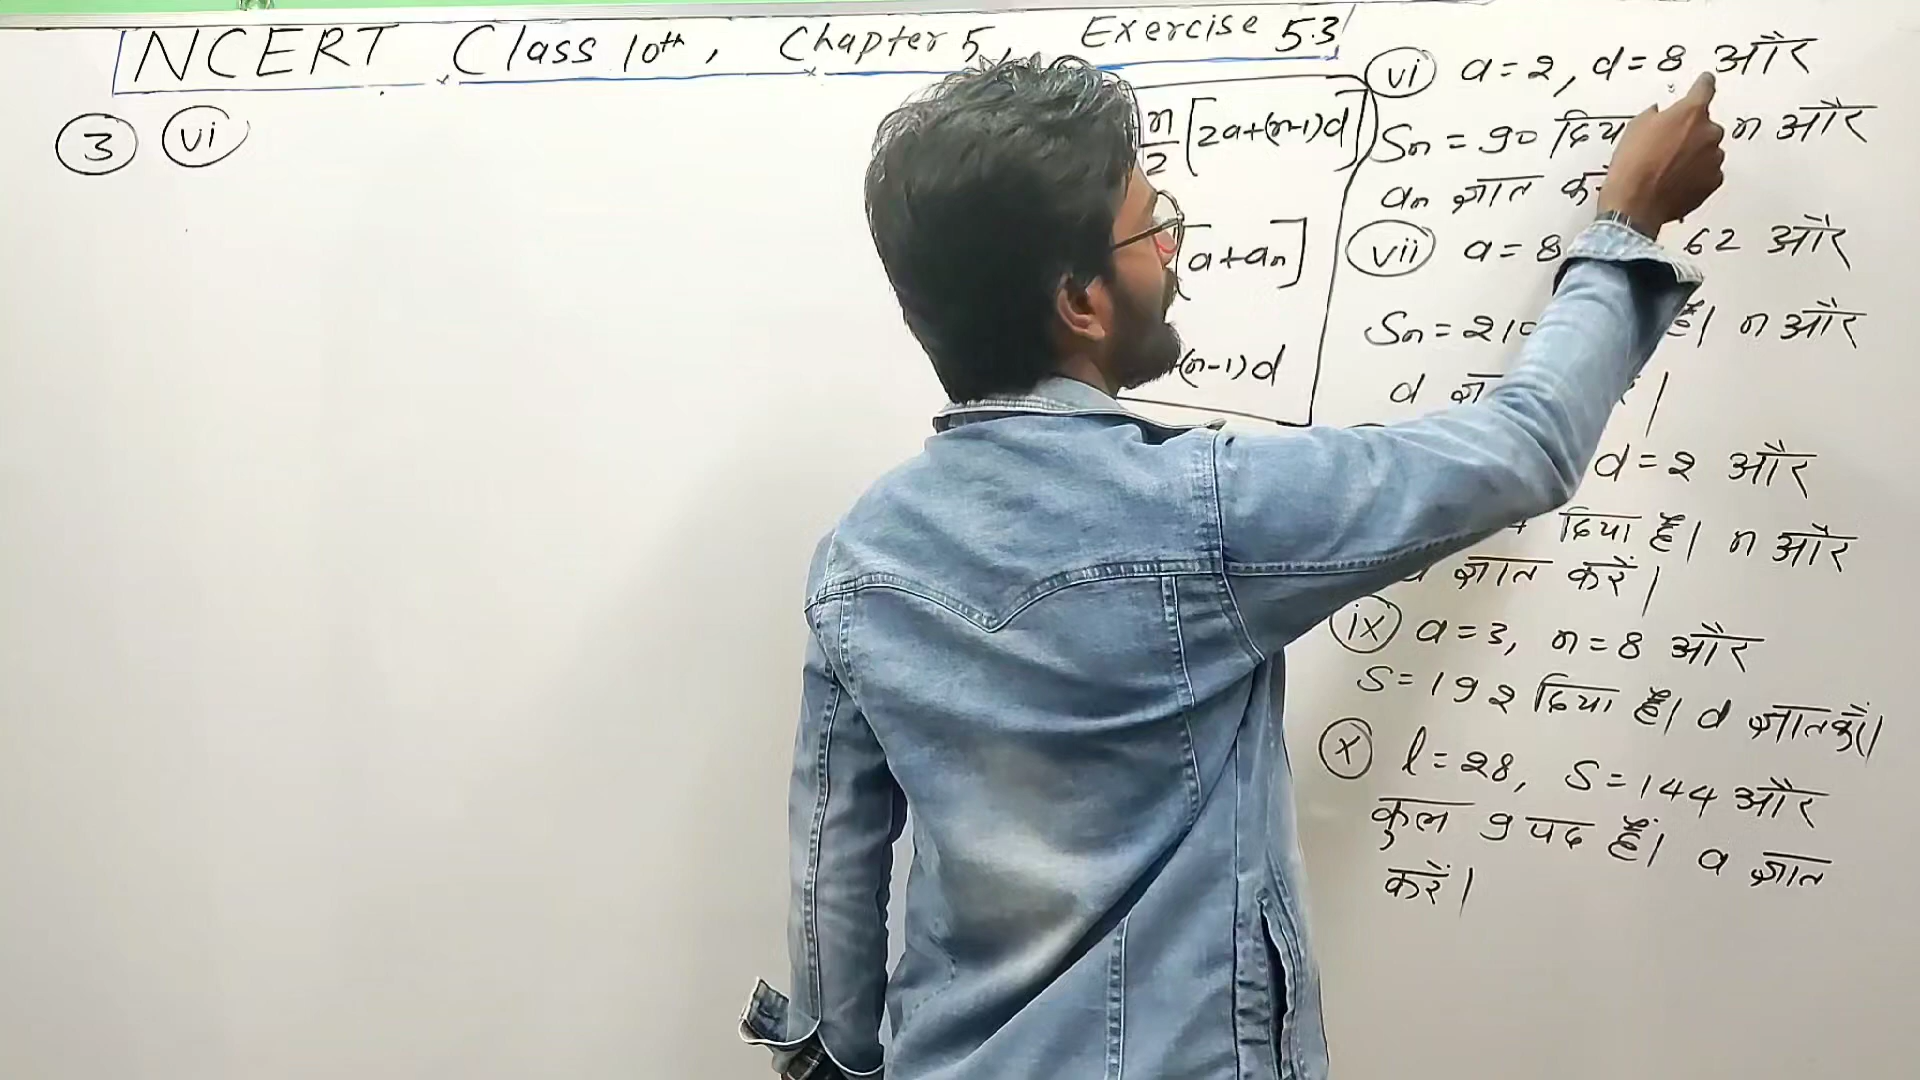 NCERT Class 10th, Chapter 5, Exercise 5.3
3 vi
n/2 [2a+(n-1)d]
[a+an]
(n-1)d
vi a=2, d=8 और
Sn=90 n और
an ज्ञात
vii a=8 62 और
Sn=21 है। n और
d
d=2 और
दिया है। n और
ज्ञात करें।
ix a=3, n=8 और
S=192 दिया है। d ज्ञात करें।
x l=28, S=144 और
कुल 9 पद हैं। a ज्ञात
करें।